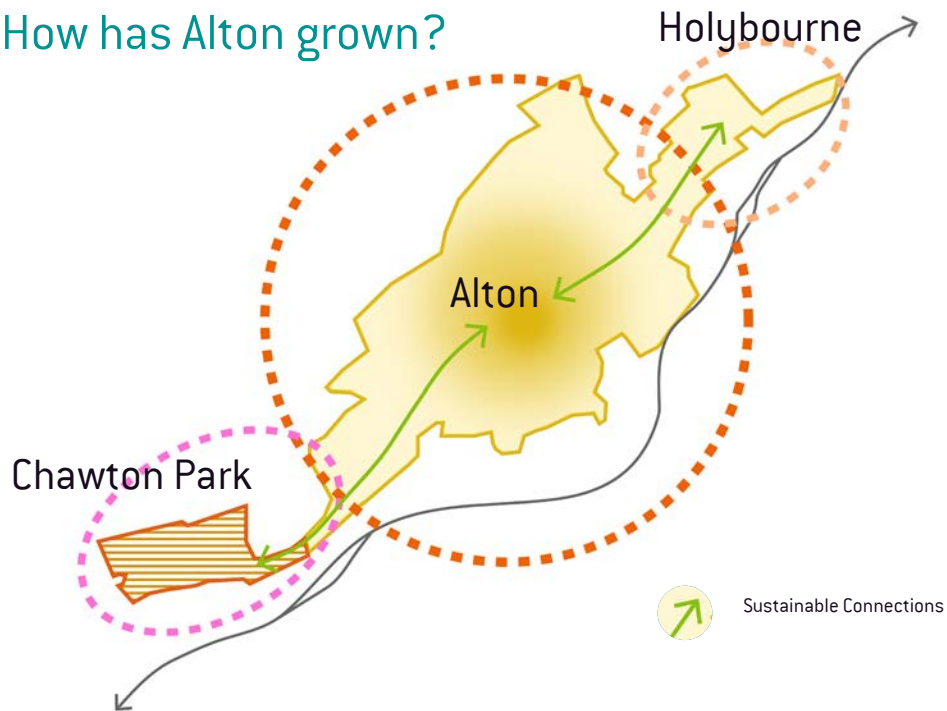 How has Alton grown?
Holybourne
Alton
Chawton Park
Sustainable Connections